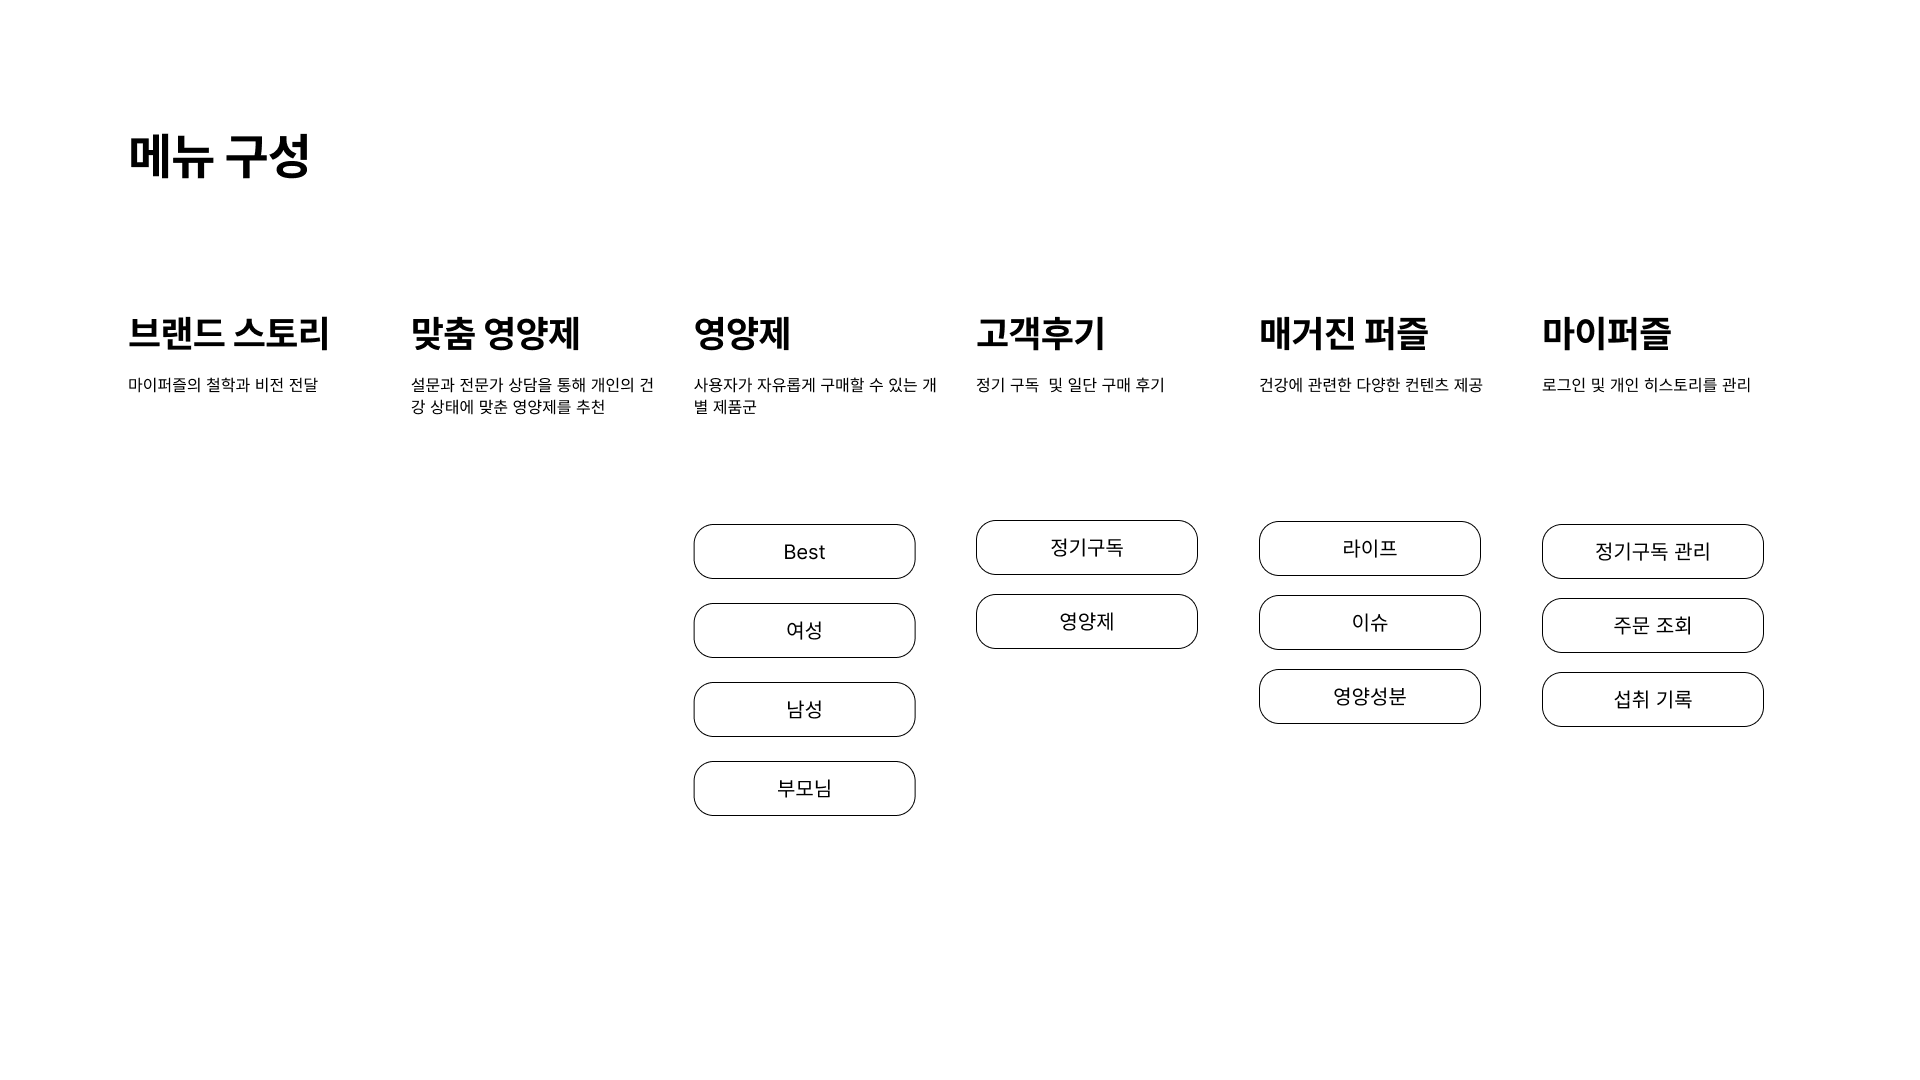 메뉴 구성
브랜드 스토리
마이퍼즐의 철학과 비전 전달
맞춤 영양제
설문과 전문가 상담을 통해 개인의 건
강 상태에 맞춘 영양제를 추천
영양제
사용자가 자유롭게 구매할 수 있는 개
별 제품군
Best
여성
남성
부모님
고객후기
정기 구독  및 일단 구매 후기
정기구독
영양제
매거진 퍼즐
건강에 관련한 다양한 컨텐츠 제공
라이프
이슈
영양성분
마이퍼즐
로그인 및 개인 히스토리를 관리
정기구독 관리
주문 조회
섭취 기록